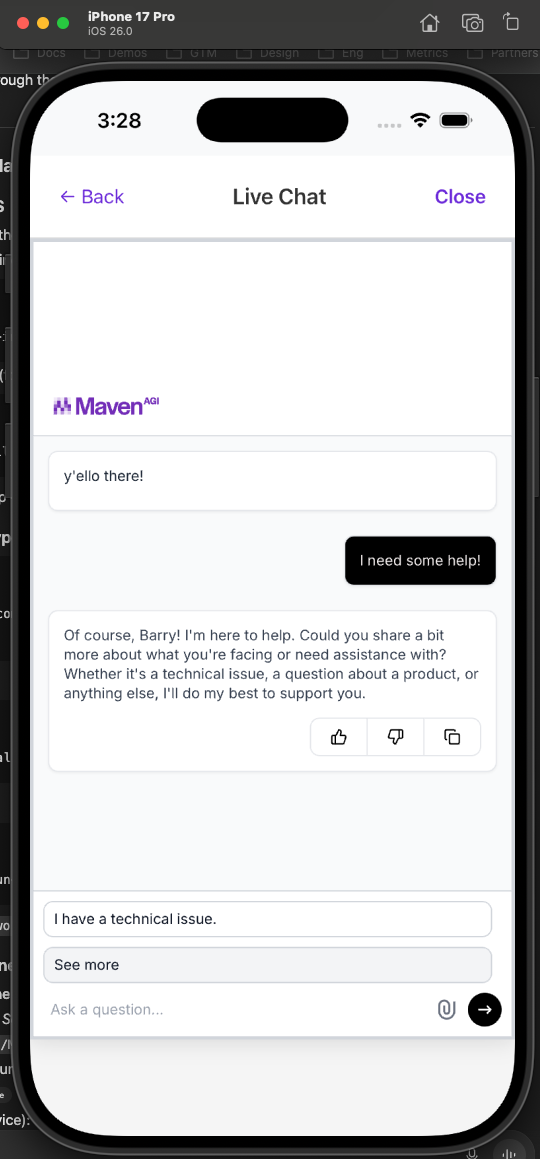 iPhone 17 Pro
iOS 26.0
Docs Demos GTM Design Eng Metrics Partners
ough the
3:28
← Back Live Chat Close
Maven AGI
y'ello there!
I need some help!
Of course, Barry! I'm here to help. Could you share a bit
more about what you're facing or need assistance with?
Whether it's a technical issue, a question about a product, or
anything else, I'll do my best to support you.
I have a technical issue.
See more
Ask a question...
vice):